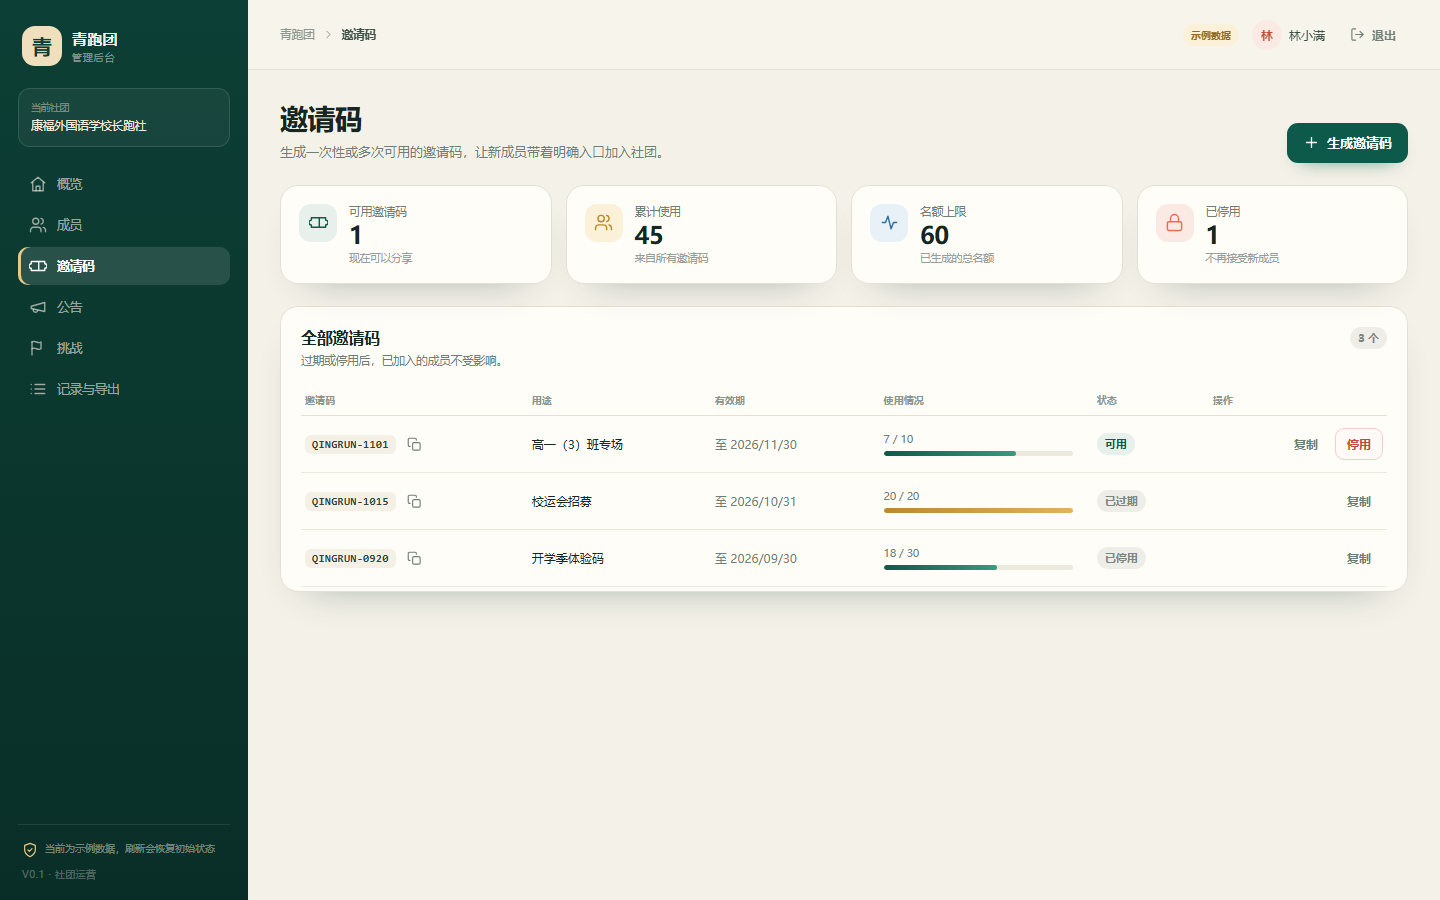 青
青跑团
管理后台
当前社团
康福外国语学校长跑社
概览
成员
邀请码
公告
挑战
记录与导出
当前为示例数据，刷新会恢复初始状态
V0.1 · 社团运营
青跑团 > 邀请码
示例数据
林
林小满
退出
邀请码
生成一次性或多次可用的邀请码，让新成员带着明确入口加入社团。
+ 生成邀请码
可用邀请码
1
现在可以分享
累计使用
45
来自所有邀请码
名额上限
60
已生成的总名额
已停用
1
不再接受新成员
全部邀请码
过期或停用后，已加入的成员不受影响。
3 个
邀请码 用途 有效期 使用情况 状态 操作
QINGRUN-1101 高一（3）班专场 至 2026/11/30 7 / 10 可用 复制 停用
QINGRUN-1015 校运会招募 至 2026/10/31 20 / 20 已过期 复制
QINGRUN-0920 开学季体验码 至 2026/09/30 18 / 30 已停用 复制